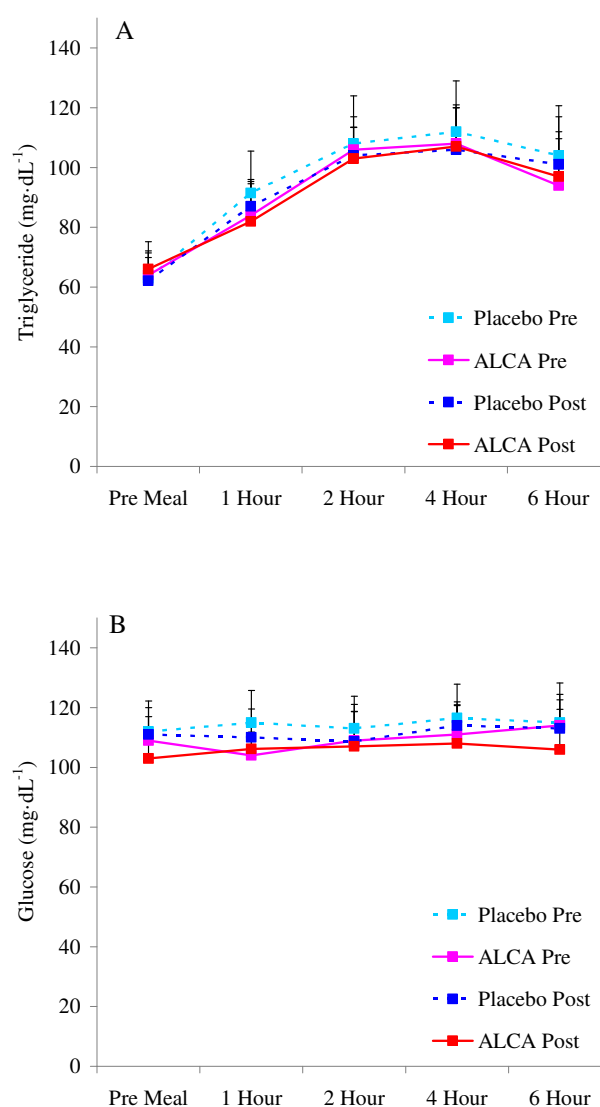 A
140
120
100
80
60
40
20
0
Triglyceride (mg·dL⁻¹)
Placebo Pre
ALCA Pre
Placebo Post
ALCA Post
Pre Meal 1 Hour 2 Hour 4 Hour 6 Hour
B
140
120
100
80
60
40
20
0
Glucose (mg·dL⁻¹)
Placebo Pre
ALCA Pre
Placebo Post
ALCA Post
Pre Meal 1 Hour 2 Hour 4 Hour 6 Hour